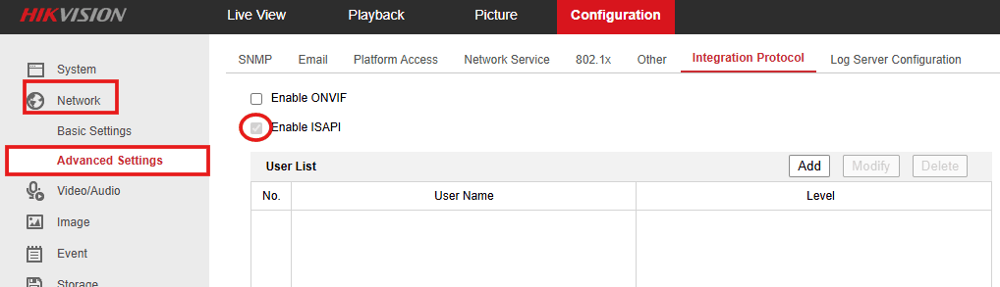 HIKVISION Live View Playback Picture Configuration
System
Network
Basic Settings
Advanced Settings
Video/Audio
Image
Event
Storage
SNMP Email Platform Access Network Service 802.1x Other Integration Protocol Log Server Configuration
Enable ONVIF
Enable ISAPI
User List Add Modify Delete
No. User Name Level